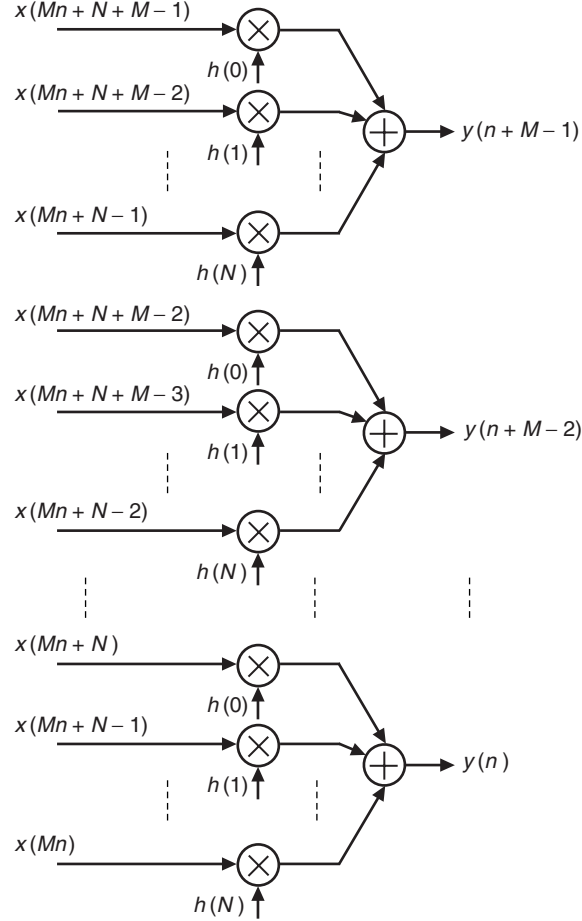 x(Mn + N + M − 1)
h(0)
x(Mn + N + M − 2)
h(1)
y(n + M − 1)
x(Mn + N − 1)
h(N)
x(Mn + N + M − 2)
h(0)
x(Mn + N + M − 3)
h(1)
y(n + M − 2)
x(Mn + N − 2)
h(N)
x(Mn + N)
h(0)
x(Mn + N − 1)
h(1)
y(n)
x(Mn)
h(N)